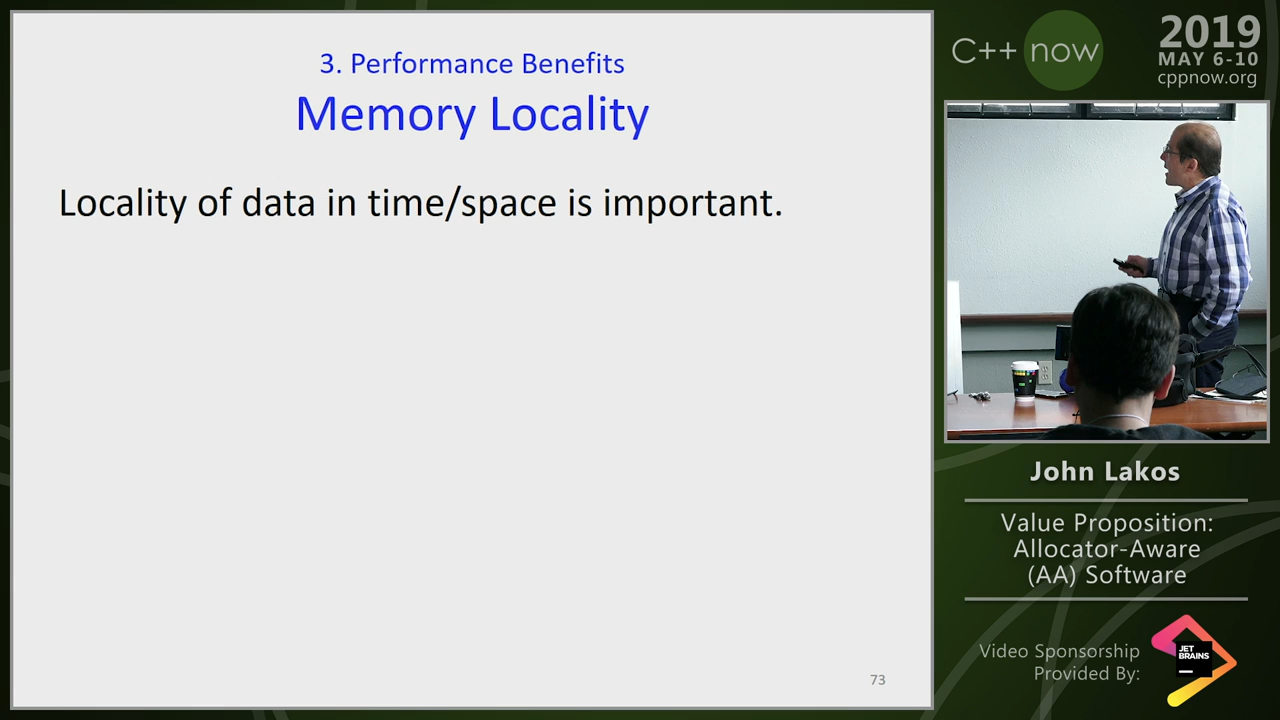 3. Performance Benefits
Memory Locality
Locality of data in time/space is important.
73
C++ now
2019
MAY 6-10
cppnow.org
John Lakos
Value Proposition:
Allocator-Aware
(AA) Software
Video Sponsorship
Provided By:
JET
BRAINS